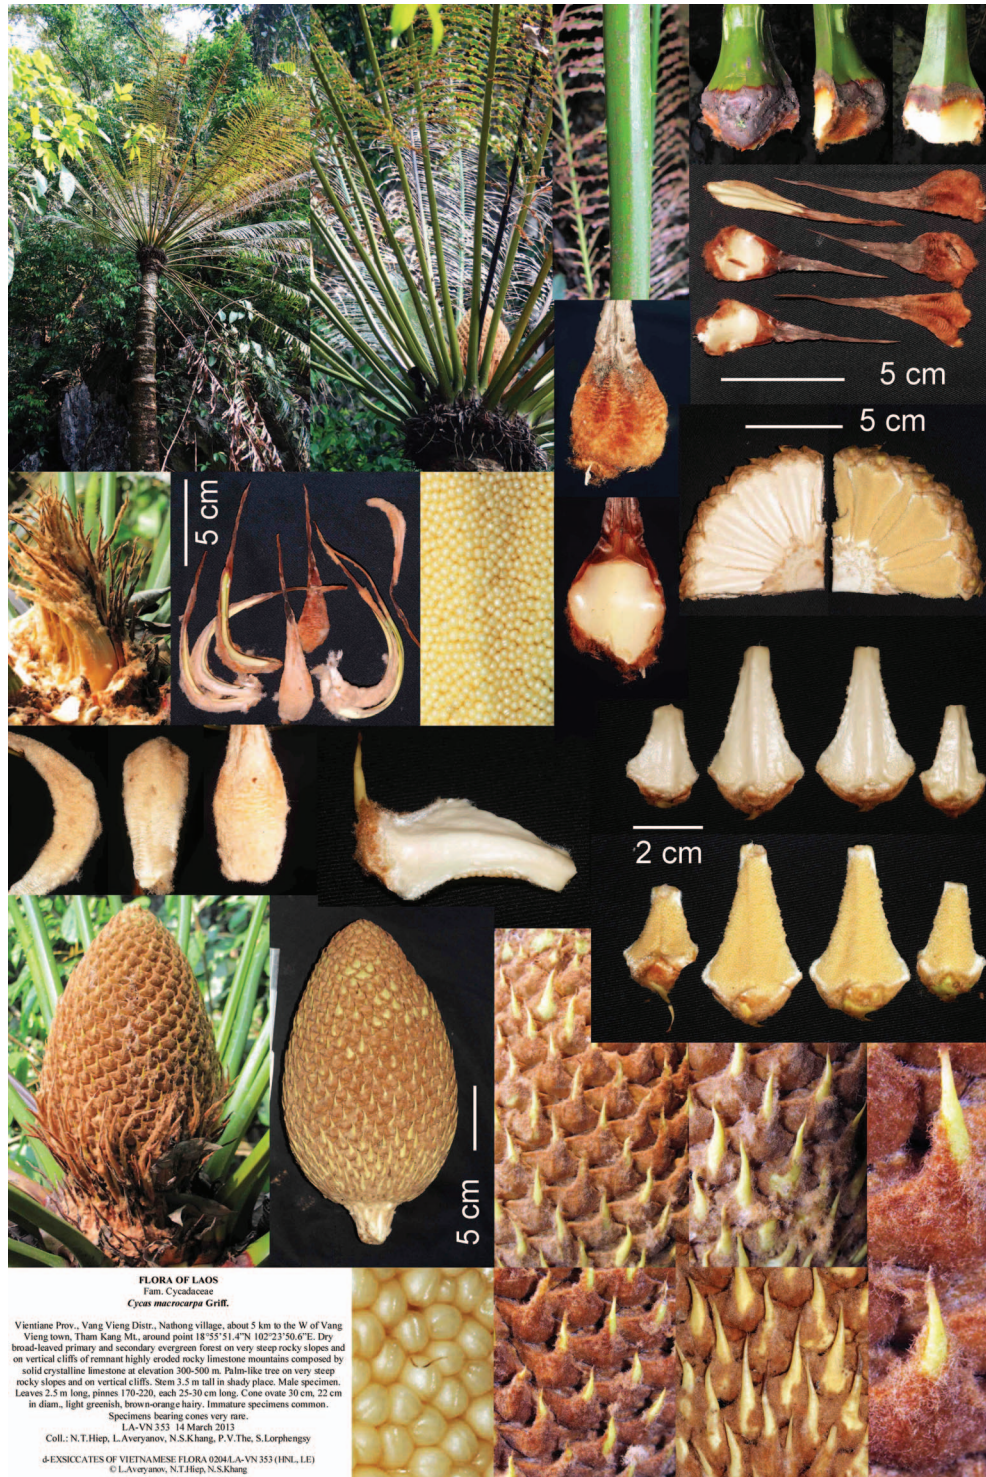 5 cm
5 cm
5 cm
2 cm
5 cm
FLORA OF LAOS
Fam. Cycadaceae
Cycas macrocarpa Griff.
Vientiane Prov., Vang Vieng Distr., Nathong village, about 5 km to the W of Vang
Vieng town, Tham Kang Mt., around point 18°55'51.4"N 102°23'50.6"E. Dry
broad-leaved primary and secondary evergreen forest on very steep rocky slopes and
on vertical cliffs of remnant highly eroded rocky limestone mountains composed by
solid crystalline limestone at elevation 300-500 m. Palm-like tree on very steep
rocky slopes and on vertical cliffs. Stem 3.5 m tall in shady place. Male specimen.
Leaves 2.5 m long, pinnes 170-220, each 25-30 cm long. Cone ovate 30 cm, 22 cm
in diam., light greenish, brown-orange hairy. Immature specimens common.
Specimens bearing cones very rare.
LA-VN 353 14 March 2013
Coll.: N.T.Hiep, L.Averyanov, N.S.Khang, P.V.The, S.Lorphengsy
d-EXSICCATES OF VIETNAMESE FLORA 0204/LA-VN 353 (HNL, LE)
© L.Averyanov, N.T.Hiep, N.S.Khang